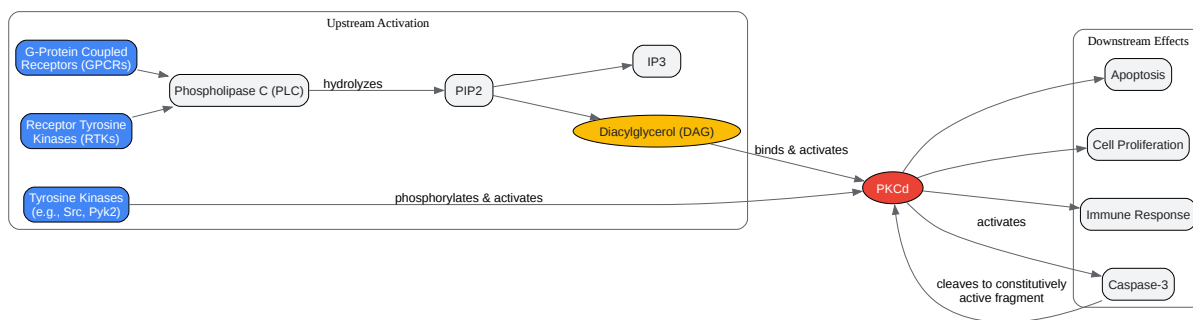 Upstream Activation
G-Protein Coupled
Receptors (GPCRs)
Receptor Tyrosine
Kinases (RTKs)
Phospholipase C (PLC)
hydrolyzes
PIP2
IP3
Diacylglycerol (DAG)
binds & activates
Tyrosine Kinases
(e.g., Src, Pyk2)
phosphorylates & activates
PKCd
Downstream Effects
Apoptosis
Cell Proliferation
Immune Response
activates
Caspase-3
cleaves to constitutively
active fragment